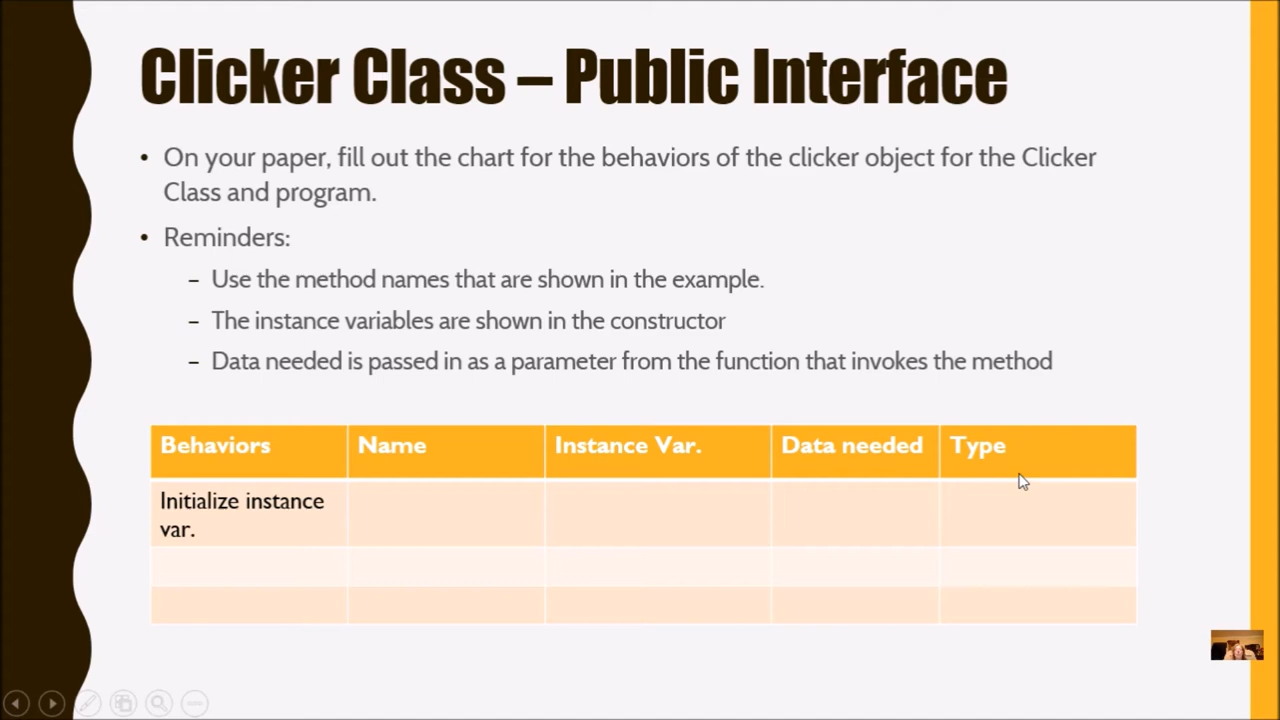 Clicker Class – Public Interface
• On your paper, fill out the chart for the behaviors of the clicker object for the Clicker
Class and program.
• Reminders:
– Use the method names that are shown in the example.
– The instance variables are shown in the constructor
– Data needed is passed in as a parameter from the function that invokes the method
Behaviors Name Instance Var. Data needed Type
Initialize instance
var.